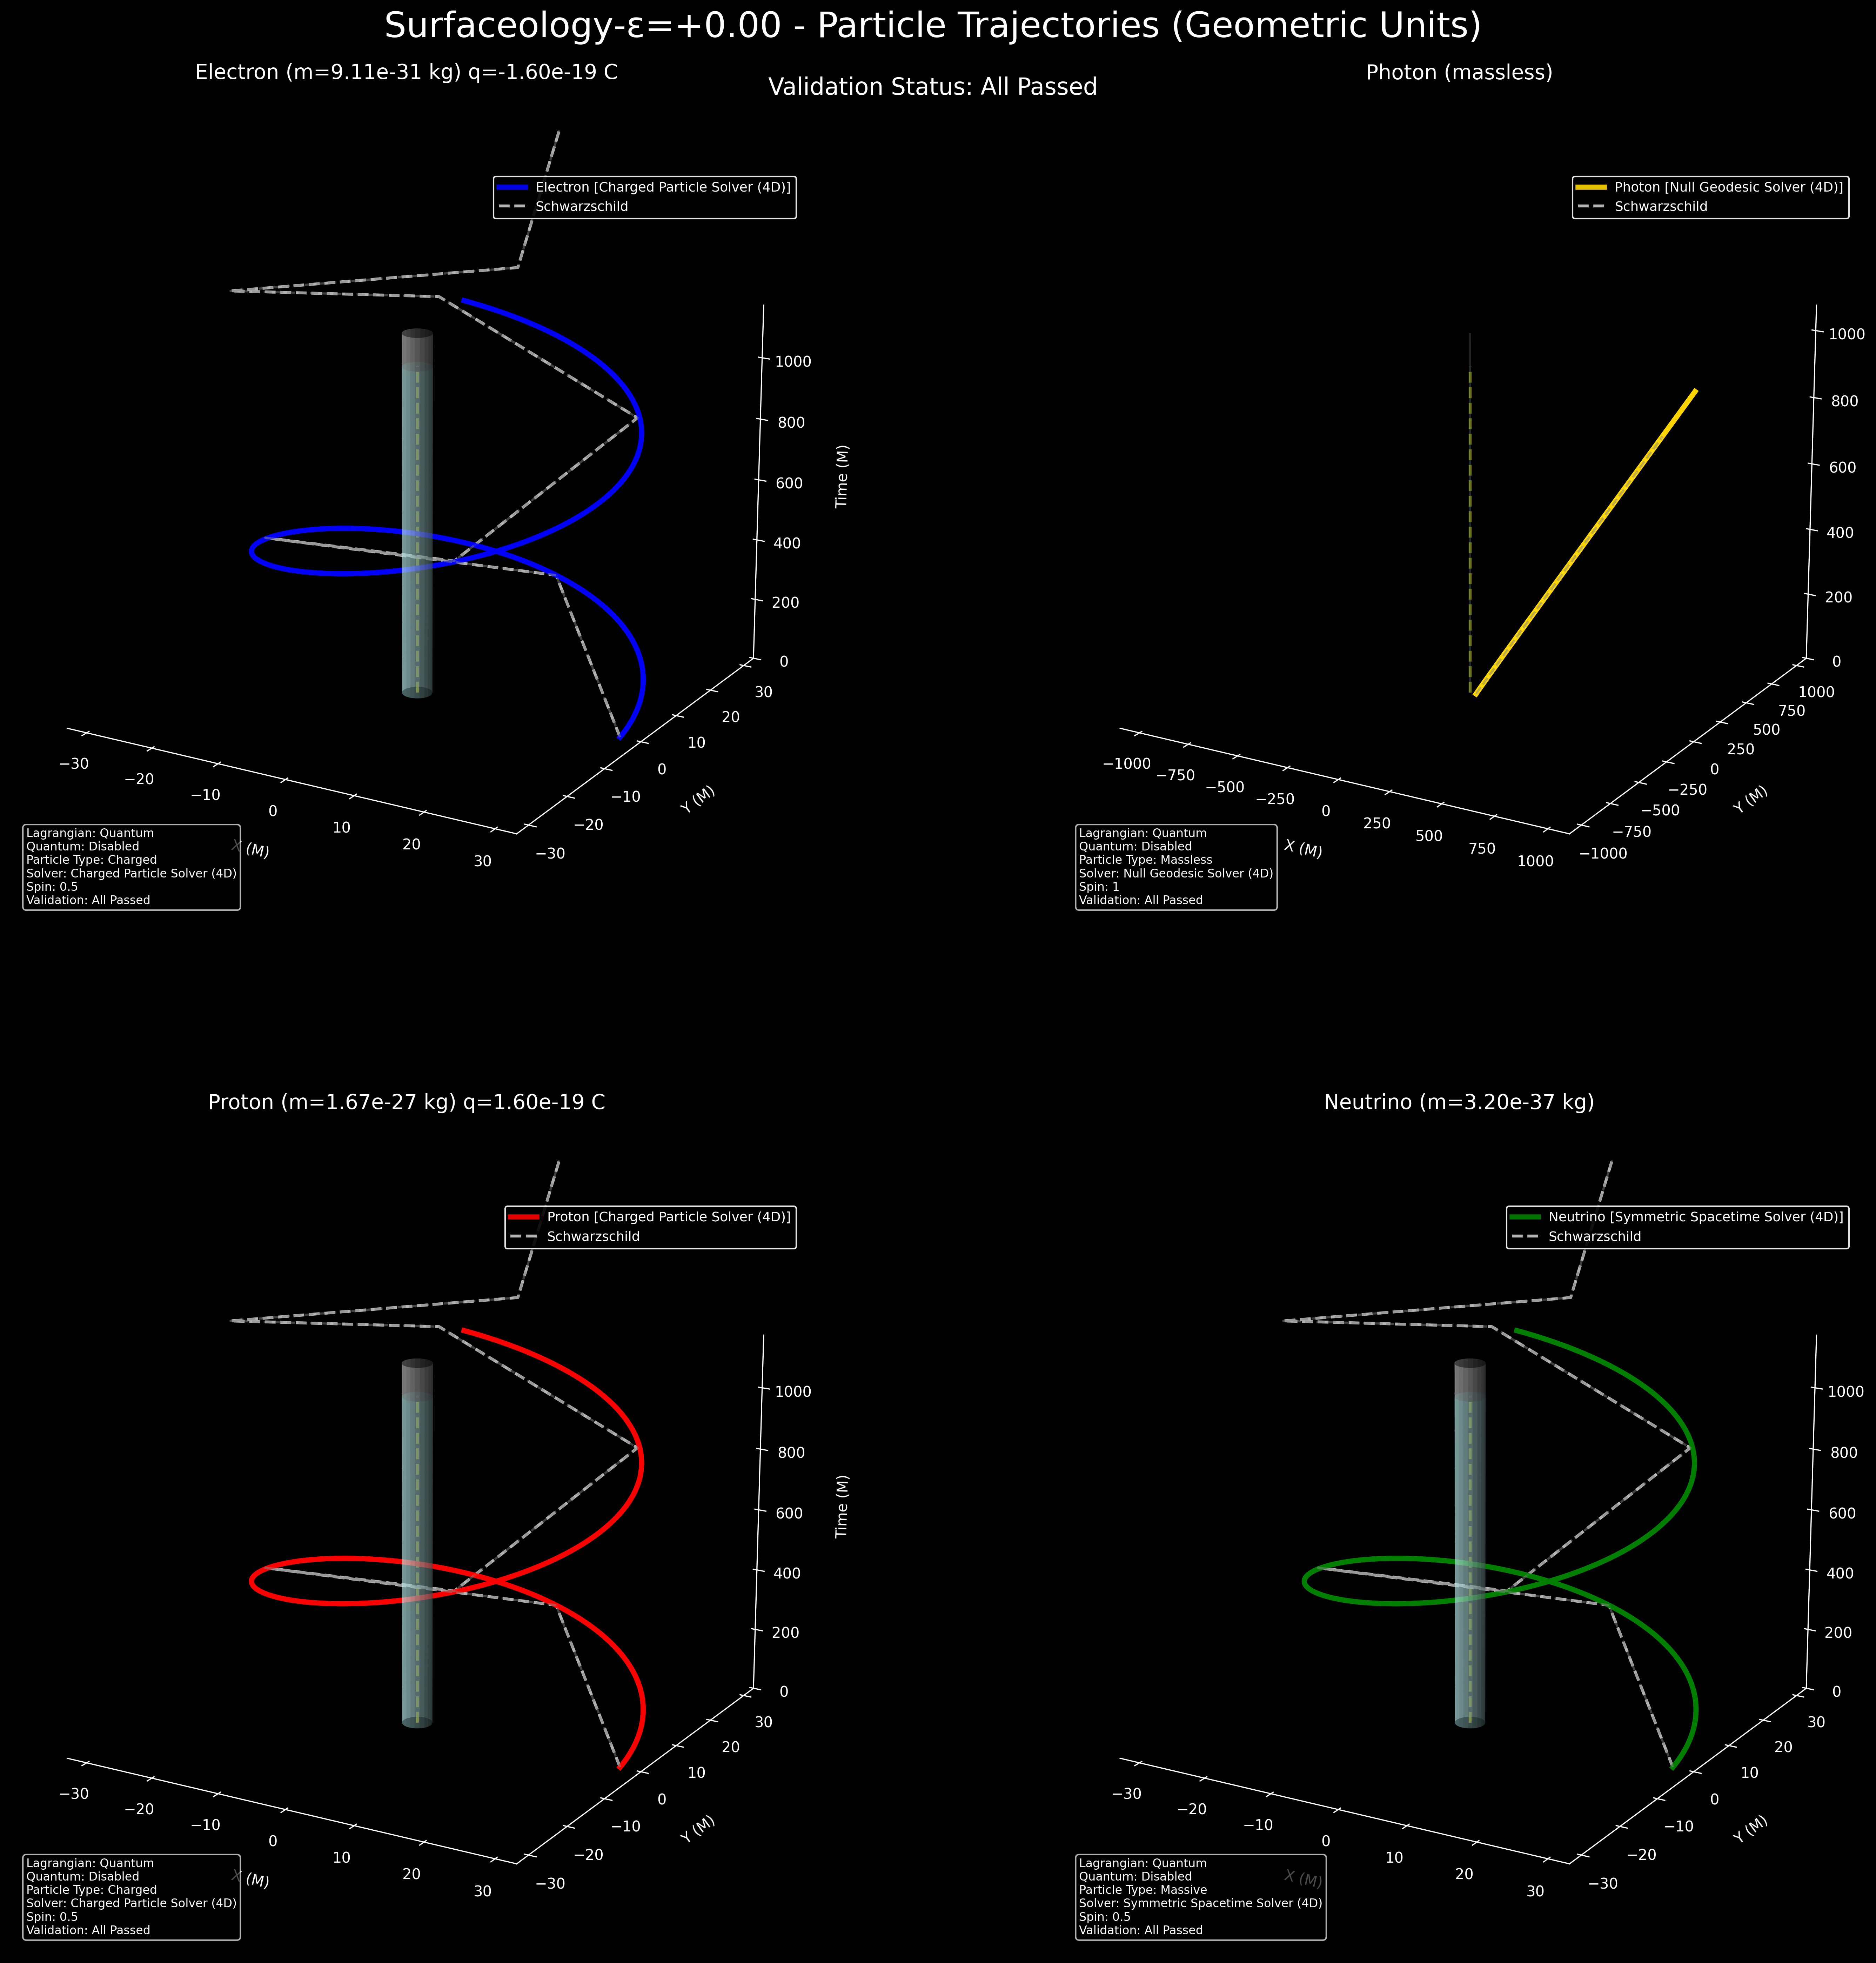 Surfaceology-ε=+0.00 - Particle Trajectories (Geometric Units)
Validation Status: All Passed
Electron (m=9.11e-31 kg) q=-1.60e-19 C
Electron [Charged Particle Solver (4D)]
Schwarzschild
1000
800
600
400
200
0
Time (M)
30
20
10
0
−10
−20
−30
Y (M)
−30
−20
−10
0
10
20
30
X (M)
Lagrangian: Quantum
Quantum: Disabled
Particle Type: Charged
Solver: Charged Particle Solver (4D)
Spin: 0.5
Validation: All Passed
Photon (massless)
Photon [Null Geodesic Solver (4D)]
Schwarzschild
1000
800
600
400
200
0
1000
750
500
250
0
−250
−500
−750
−1000
Y (M)
−1000
−750
−500
−250
0
250
500
750
1000
X (M)
Lagrangian: Quantum
Quantum: Disabled
Particle Type: Massless
Solver: Null Geodesic Solver (4D)
Spin: 1
Validation: All Passed
Proton (m=1.67e-27 kg) q=1.60e-19 C
Proton [Charged Particle Solver (4D)]
Schwarzschild
1000
800
600
400
200
0
Time (M)
30
20
10
0
−10
−20
−30
Y (M)
−30
−20
−10
0
10
20
30
X (M)
Lagrangian: Quantum
Quantum: Disabled
Particle Type: Charged
Solver: Charged Particle Solver (4D)
Spin: 0.5
Validation: All Passed
Neutrino (m=3.20e-37 kg)
Neutrino [Symmetric Spacetime Solver (4D)]
Schwarzschild
1000
800
600
400
200
0
30
20
10
0
−10
−20
−30
Y (M)
−30
−20
−10
0
10
20
30
X (M)
Lagrangian: Quantum
Quantum: Disabled
Particle Type: Massive
Solver: Symmetric Spacetime Solver (4D)
Spin: 0.5
Validation: All Passed